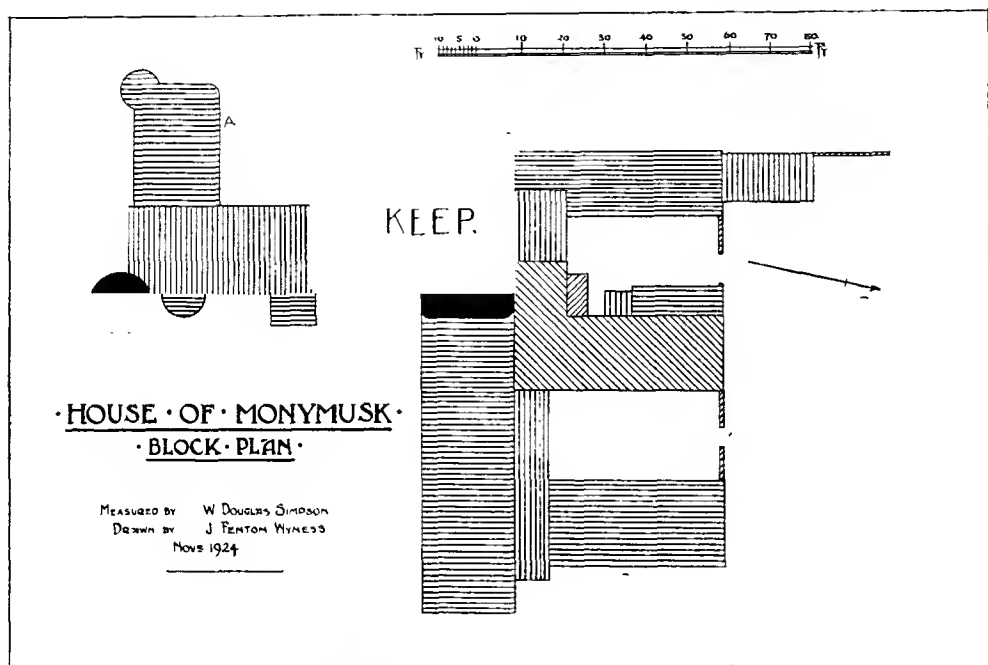 Ft 10 5 0 10 20 30 40 50 60 70 80 Ft
A
KEEP.
· HOUSE · OF · MONYMUSK ·
· BLOCK · PLAN ·
MEASURED BY W DOUGLAS SIMPSON
DRAWN BY J FENTON WYNESS
NOVR 1924